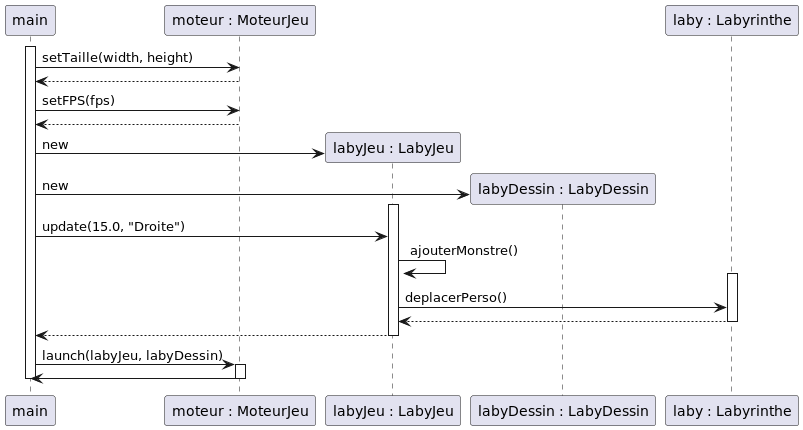 main
moteur : MoteurJeu
laby : Labyrinthe
setTaille(width, height)
setFPS(fps)
new
labyJeu : LabyJeu
new
labyDessin : LabyDessin
update(15.0, "Droite")
ajouterMonstre()
deplacerPerso()
launch(labyJeu, labyDessin)
main
moteur : MoteurJeu
labyJeu : LabyJeu
labyDessin : LabyDessin
laby : Labyrinthe